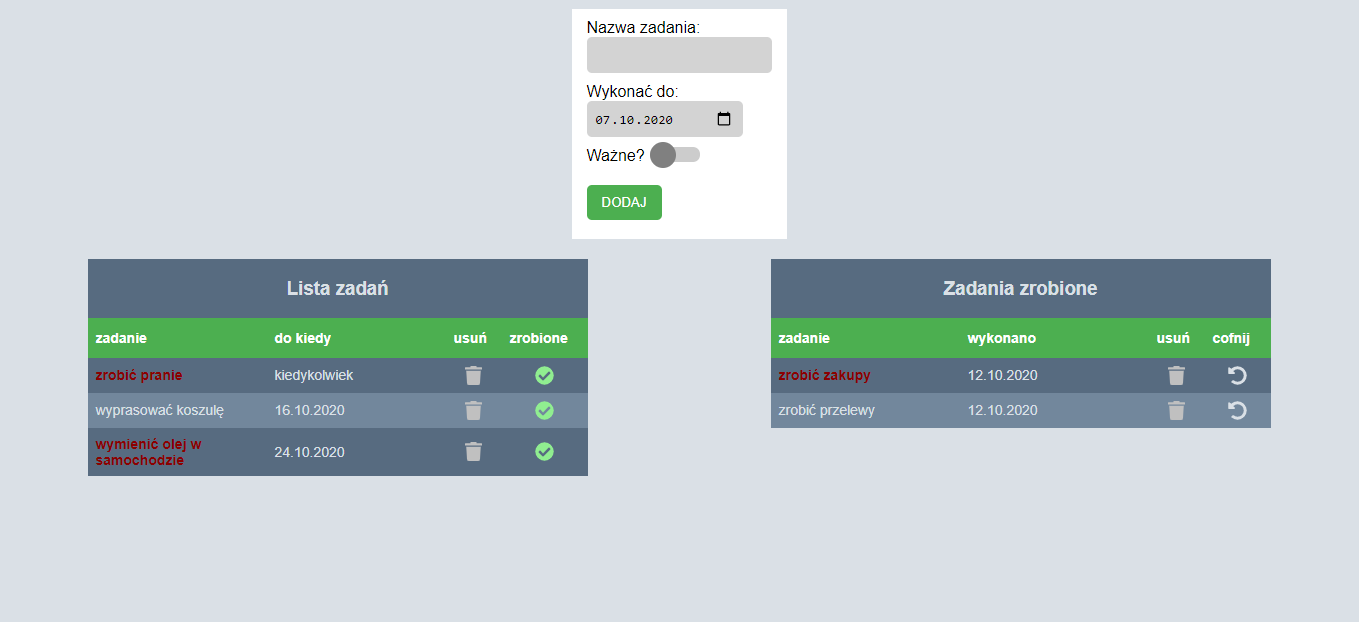 Nazwa zadania:
Wykonać do:
07.10.2020
Ważne?
DODAJ
Lista zadań
zadanie do kiedy usuń zrobione
zrobić pranie kiedykolwiek
wyprasować koszulę 16.10.2020
wymienić olej w
samochodzie 24.10.2020
Zadania zrobione
zadanie wykonano usuń cofnij
zrobić zakupy 12.10.2020
zrobić przelewy 12.10.2020